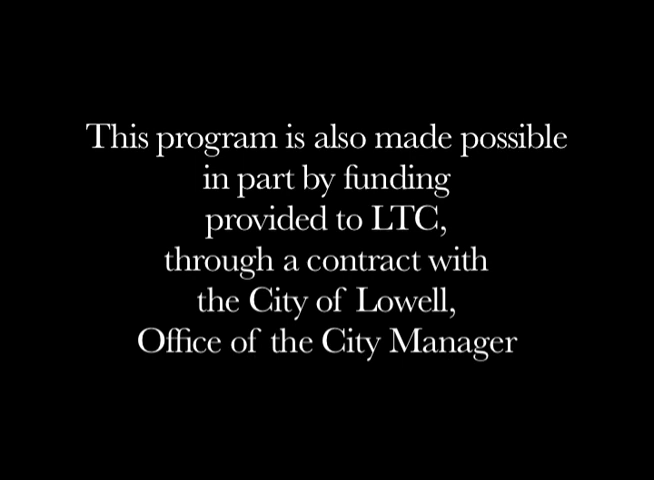 This program is also made possible
in part by funding
provided to LTC,
through a contract with
the City of Lowell,
Office of the City Manager